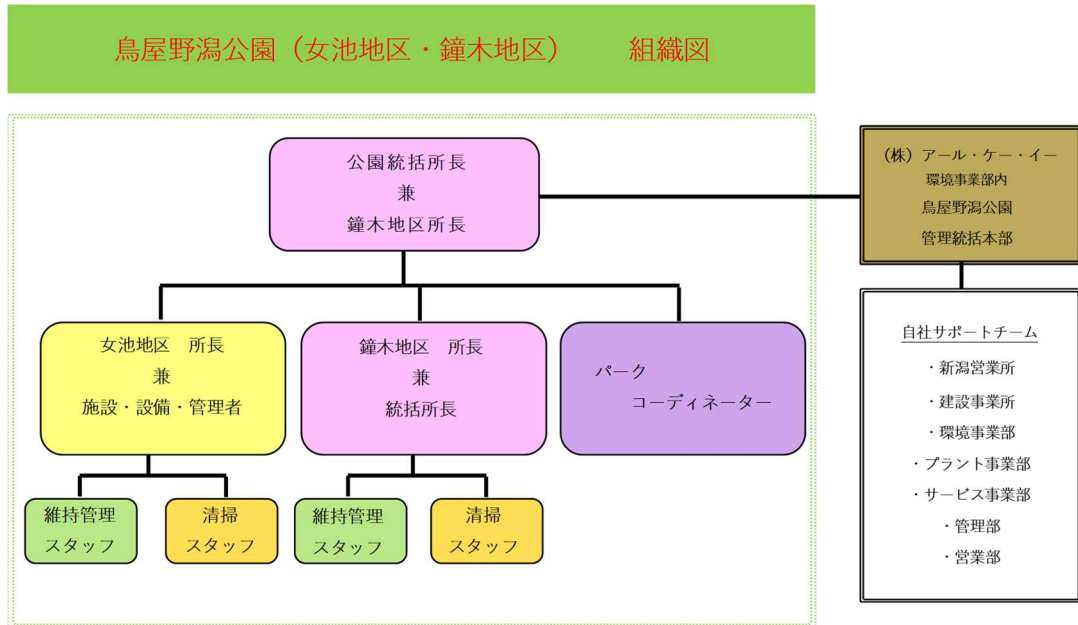 鳥屋野潟公園（女池地区・鐘木地区）　　組織図
公園統括所長
兼
鐘木地区所長
（株）アール・ケー・イー
環境事業部内
鳥屋野潟公園
管理統括本部
女池地区　所長
兼
施設・設備・管理者
鐘木地区　所長
兼
統括所長
パーク
コーディネーター
維持管理
スタッフ
清掃
スタッフ
維持管理
スタッフ
清掃
スタッフ
自社サポートチーム
・新潟営業所
・建設事業所
・環境事業部
・プラント事業部
・サービス事業部
・管理部
・営業部